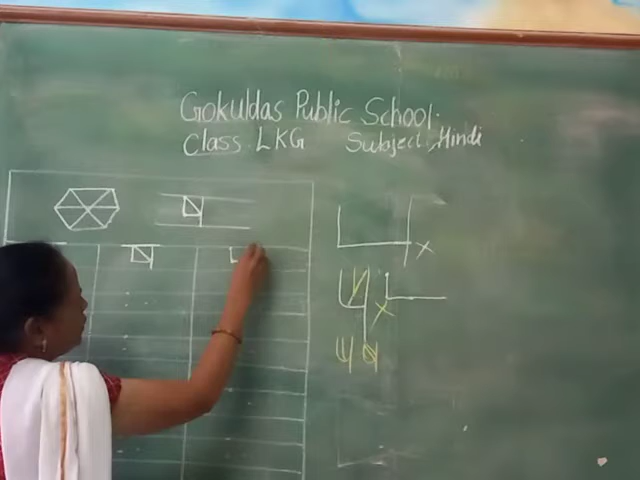 Gokuldas Public School.
Class LKG Subject : Hindi
ष
ष